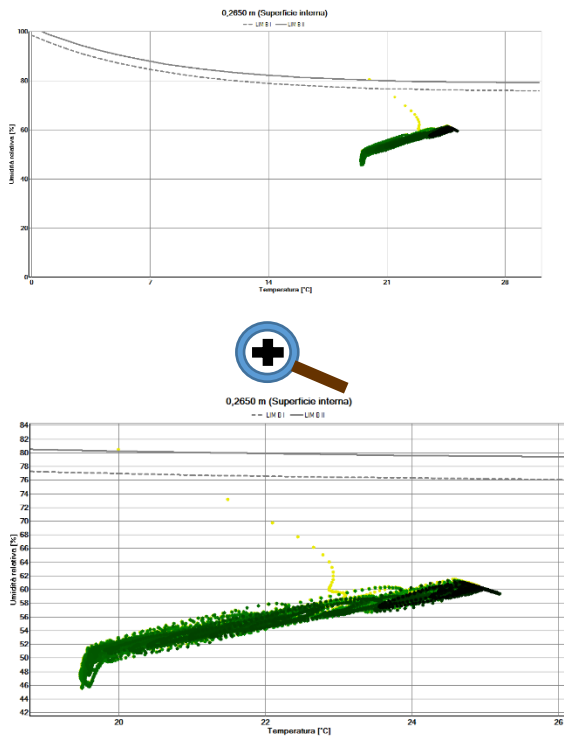 0,2650 m (Superficie interna)
LIM B I LIM B II
Umidità relativa [%]
100
80
60
40
20
0
0 7 14 21 28
Temperatura [°C]
0,2650 m (Superficie interna)
LIM B I LIM B II
Umidità relativa [%]
84
82
80
78
76
74
72
70
68
66
64
62
60
58
56
54
52
50
48
46
44
42
20 22 24 26
Temperatura [°C]